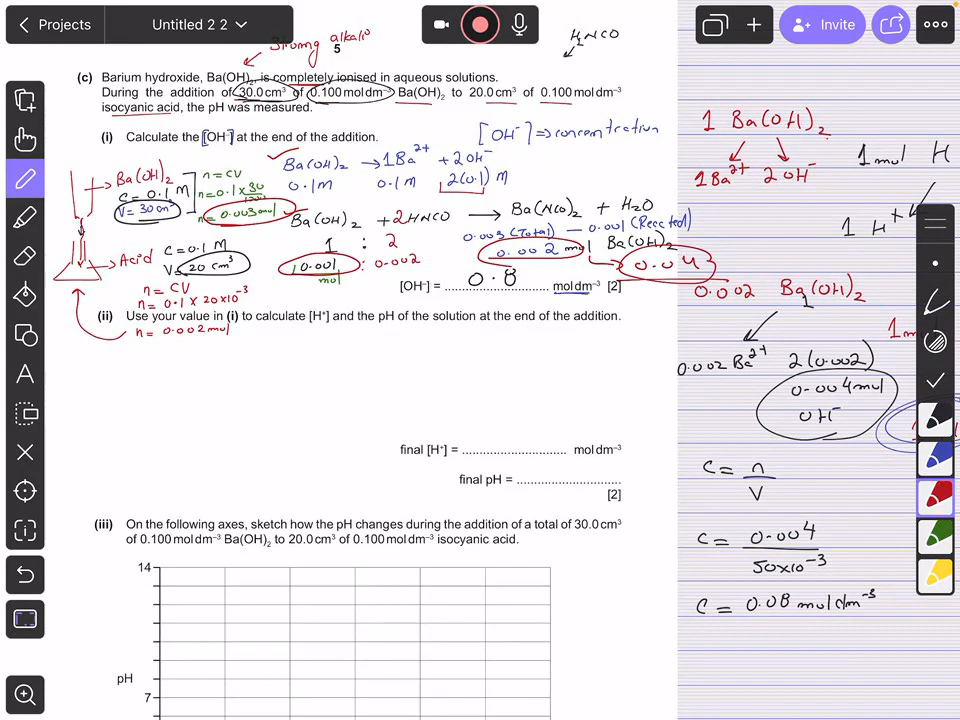 Projects
Untitled 2 2
Invite
Strong alkali
5
HNCO
(c) Barium hydroxide, Ba(OH)2, is completely ionised in aqueous solutions.
During the addition of 30.0 cm³ of 0.100 mol dm⁻³ Ba(OH)2 to 20.0 cm³ of 0.100 mol dm⁻³
isocyanic acid, the pH was measured.
(i) Calculate the [OH⁻] at the end of the addition.
[OH⁻] => concentration
Ba(OH)2 → 1Ba²⁺ + 2OH⁻
0.1M 0.1 M 2(0.1) M
Ba(OH)2
C = 0.1 M
V = 30 cm³
n = CV
n = 0.1 x 30/1000
n = 0.003 mol
Ba(OH)2 + 2HNCO → Ba(NCO)2 + H2O
1 : 2
0.001 : 0.002
mol
0.003 (Total) – 0.001 (Reacted)
0.002 mol Ba(OH)2
0.04
Acid C = 0.1 M
V = 20 cm³
n = CV
n = 0.1 x 20x10⁻³
n = 0.002 mol
[OH⁻] = 0.8 mol dm⁻³ [2]
(ii) Use your value in (i) to calculate [H⁺] and the pH of the solution at the end of the addition.
final [H⁺] = .............................. mol dm⁻³
final pH = ..............................
[2]
(iii) On the following axes, sketch how the pH changes during the addition of a total of 30.0 cm³
of 0.100 mol dm⁻³ Ba(OH)2 to 20.0 cm³ of 0.100 mol dm⁻³ isocyanic acid.
14
pH
7
1 Ba(OH)2
1Ba²⁺ 2OH⁻
1mol H
1 H⁺
0.002 Ba(OH)2
1
0.002 Ba²⁺ 2(0.002)
0.004 mol
OH⁻
C = n/V
C = 0.004/50x10⁻³
C = 0.08 mol dm⁻³